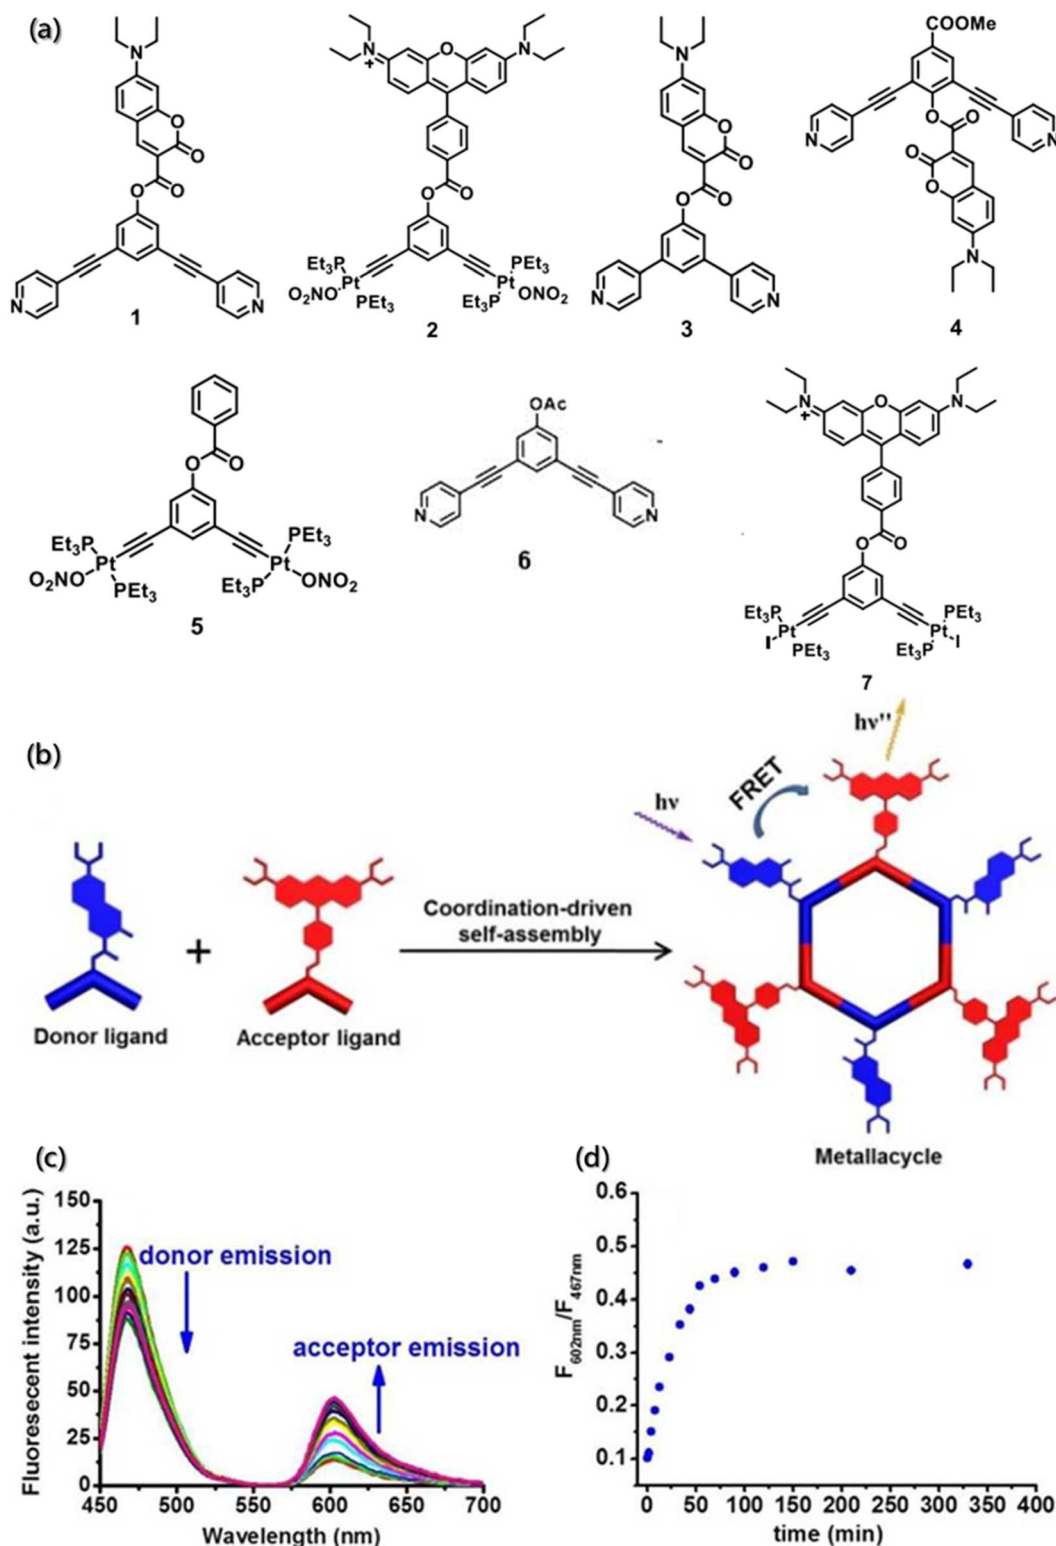 (a)
N
O
O
O
O
N
N
1
N
+
O
N
O
O
Et₃P
Pt
O₂NO
PEt₃
PEt₃
Pt
Et₃P
ONO₂
2
N
O
O
O
O
N
N
3
COOMe
N
N
O
O
O
O
N
4
O
O
Et₃P
Pt
O₂NO
PEt₃
PEt₃
Pt
Et₃P
ONO₂
5
OAc
N
N
6
N
+
O
N
O
O
Et₃P
Pt
I
PEt₃
PEt₃
Pt
Et₃P
I
7
(b)
Donor ligand
+
Acceptor ligand
Coordination-driven
self-assembly
hν
FRET
hν''
Metallacycle
(c)
Fluoresecent intensity (a.u.)
150
125
100
75
50
25
0
donor emission
acceptor emission
450
500
550
600
650
700
Wavelength (nm)
(d)
F602nm/F467nm
0.6
0.5
0.4
0.3
0.2
0.1
0
50
100
150
200
250
300
350
400
time (min)